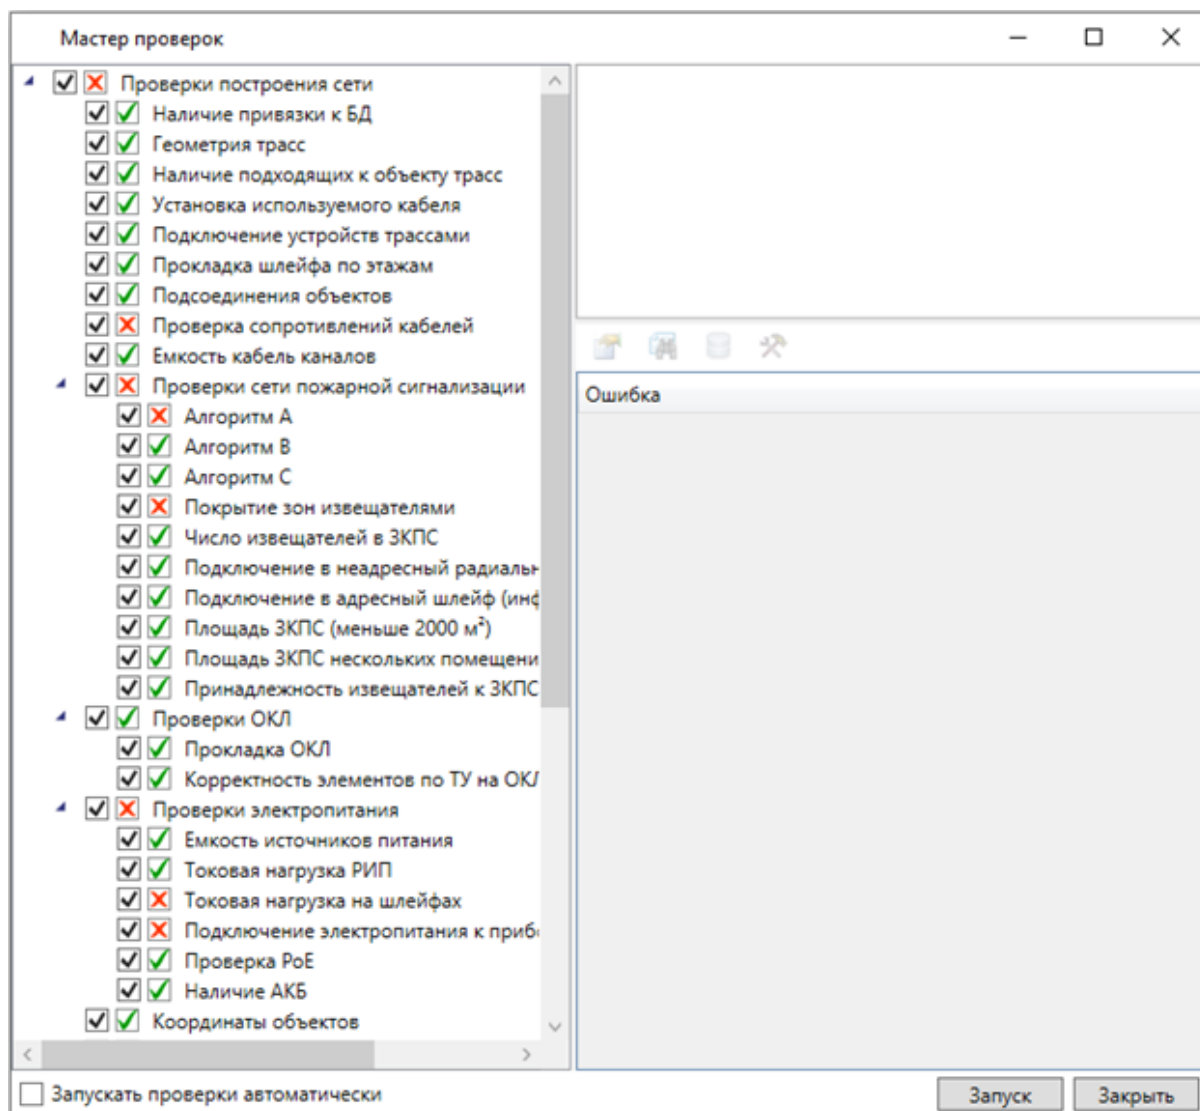 Мастер проверок
Проверки построения сети
Наличие привязки к БД
Геометрия трасс
Наличие подходящих к объекту трасс
Установка используемого кабеля
Подключение устройств трассами
Прокладка шлейфа по этажам
Подсоединения объектов
Проверка сопротивлений кабелей
Емкость кабель каналов
Проверки сети пожарной сигнализации
Алгоритм А
Алгоритм В
Алгоритм С
Покрытие зон извещателями
Число извещателей в ЗКПС
Подключение в неадресный радиальн
Подключение в адресный шлейф (инф
Площадь ЗКПС (меньше 2000 м²)
Площадь ЗКПС нескольких помещени
Принадлежность извещателей к ЗКПС
Проверки ОКЛ
Прокладка ОКЛ
Корректность элементов по ТУ на ОКЛ
Проверки электропитания
Емкость источников питания
Токовая нагрузка РИП
Токовая нагрузка на шлейфах
Подключение электропитания к прибо
Проверка PoE
Наличие АКБ
Координаты объектов
Ошибка
Запускать проверки автоматически
Запуск
Закрыть